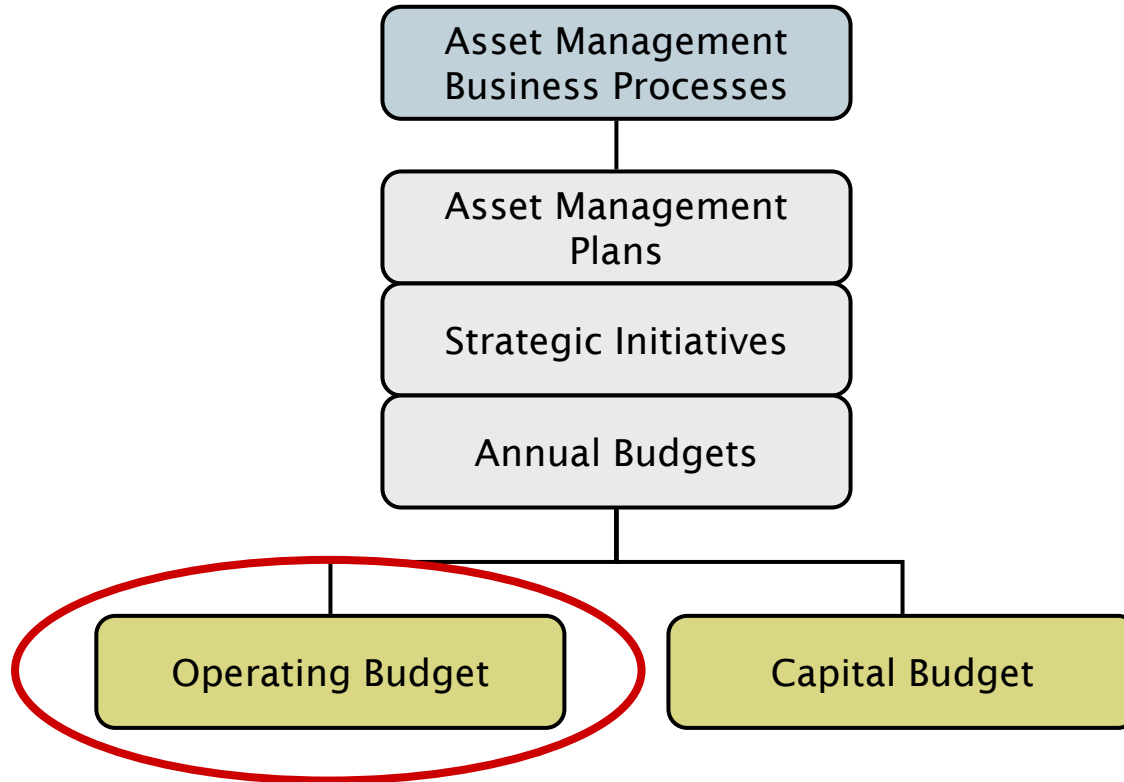 Asset Management
Business Processes
Asset Management
Plans
Strategic Initiatives
Annual Budgets
Operating Budget
Capital Budget